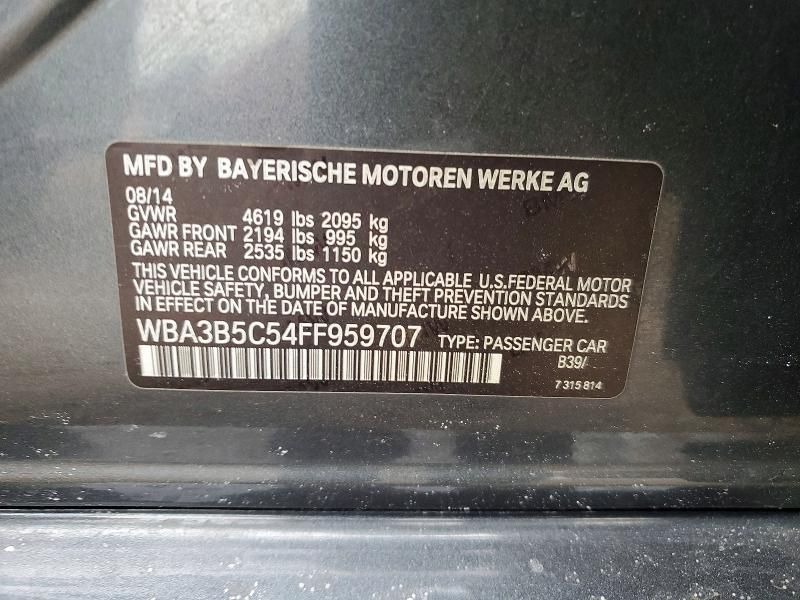 MFD BY BAYERISCHE MOTOREN WERKE AG
08/14
GVWR 4619 lbs 2095 kg
GAWR FRONT 2194 lbs 995 kg
GAWR REAR 2535 lbs 1150 kg
THIS VEHICLE CONFORMS TO ALL APPLICABLE U.S.FEDERAL MOTOR
VEHICLE SAFETY, BUMPER AND THEFT PREVENTION STANDARDS
IN EFFECT ON THE DATE OF MANUFACTURE SHOWN ABOVE.
WBA3B5C54FF959707 TYPE: PASSENGER CAR
B39/
7 315 814